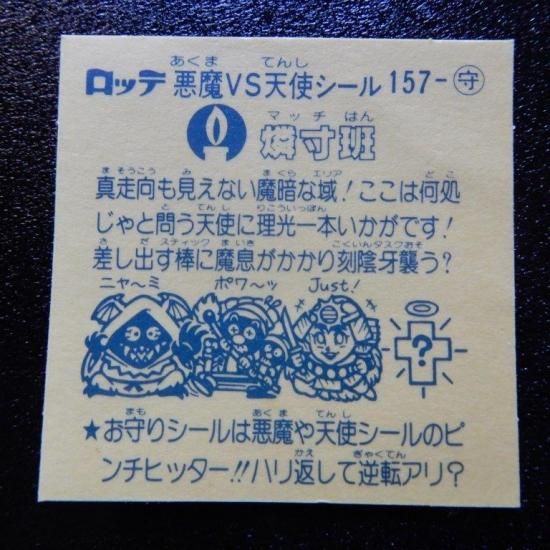 ロッテ 悪魔VS天使シール 157-守
燐寸班
真走向も見えない魔暗な域!ここは何処
じゃと問う天使に理光一本いかがです!
差し出す棒に魔息がかかり刻陰牙襲う?
ニャ〜ミ ポワ〜ッ Just!
?
★お守りシールは悪魔や天使シールのピ
ンチヒッター!!ハリ返して逆転アリ?